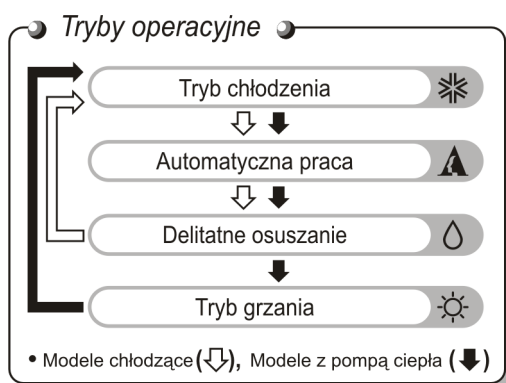 Tryby operacyjne
Tryb chłodzenia
Automatyczna praca
Delitatne osuszanie
Tryb grzania
• Modele chłodzące (⇩), Modele z pompą ciepła (⬇)